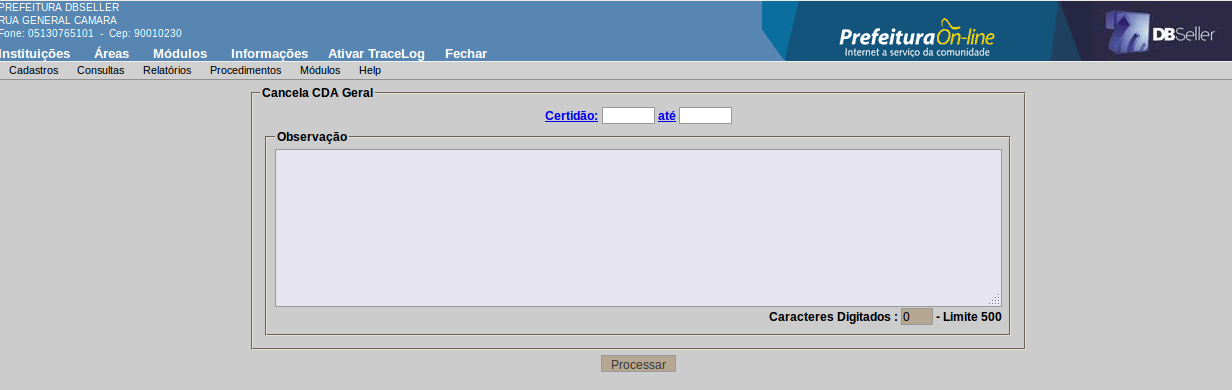 PREFEITURA DBSELLER
RUA GENERAL CAMARA
Fone: 05130765101 - Cep: 90010230
Instituições Áreas Módulos Informações Ativar TraceLog Fechar
Prefeitura On-line
Internet a serviço da comunidade
DBSeller
Cadastros Consultas Relatórios Procedimentos Módulos Help
Cancela CDA Geral
Certidão: até
Observação
Caracteres Digitados : 0 - Limite 500
Processar